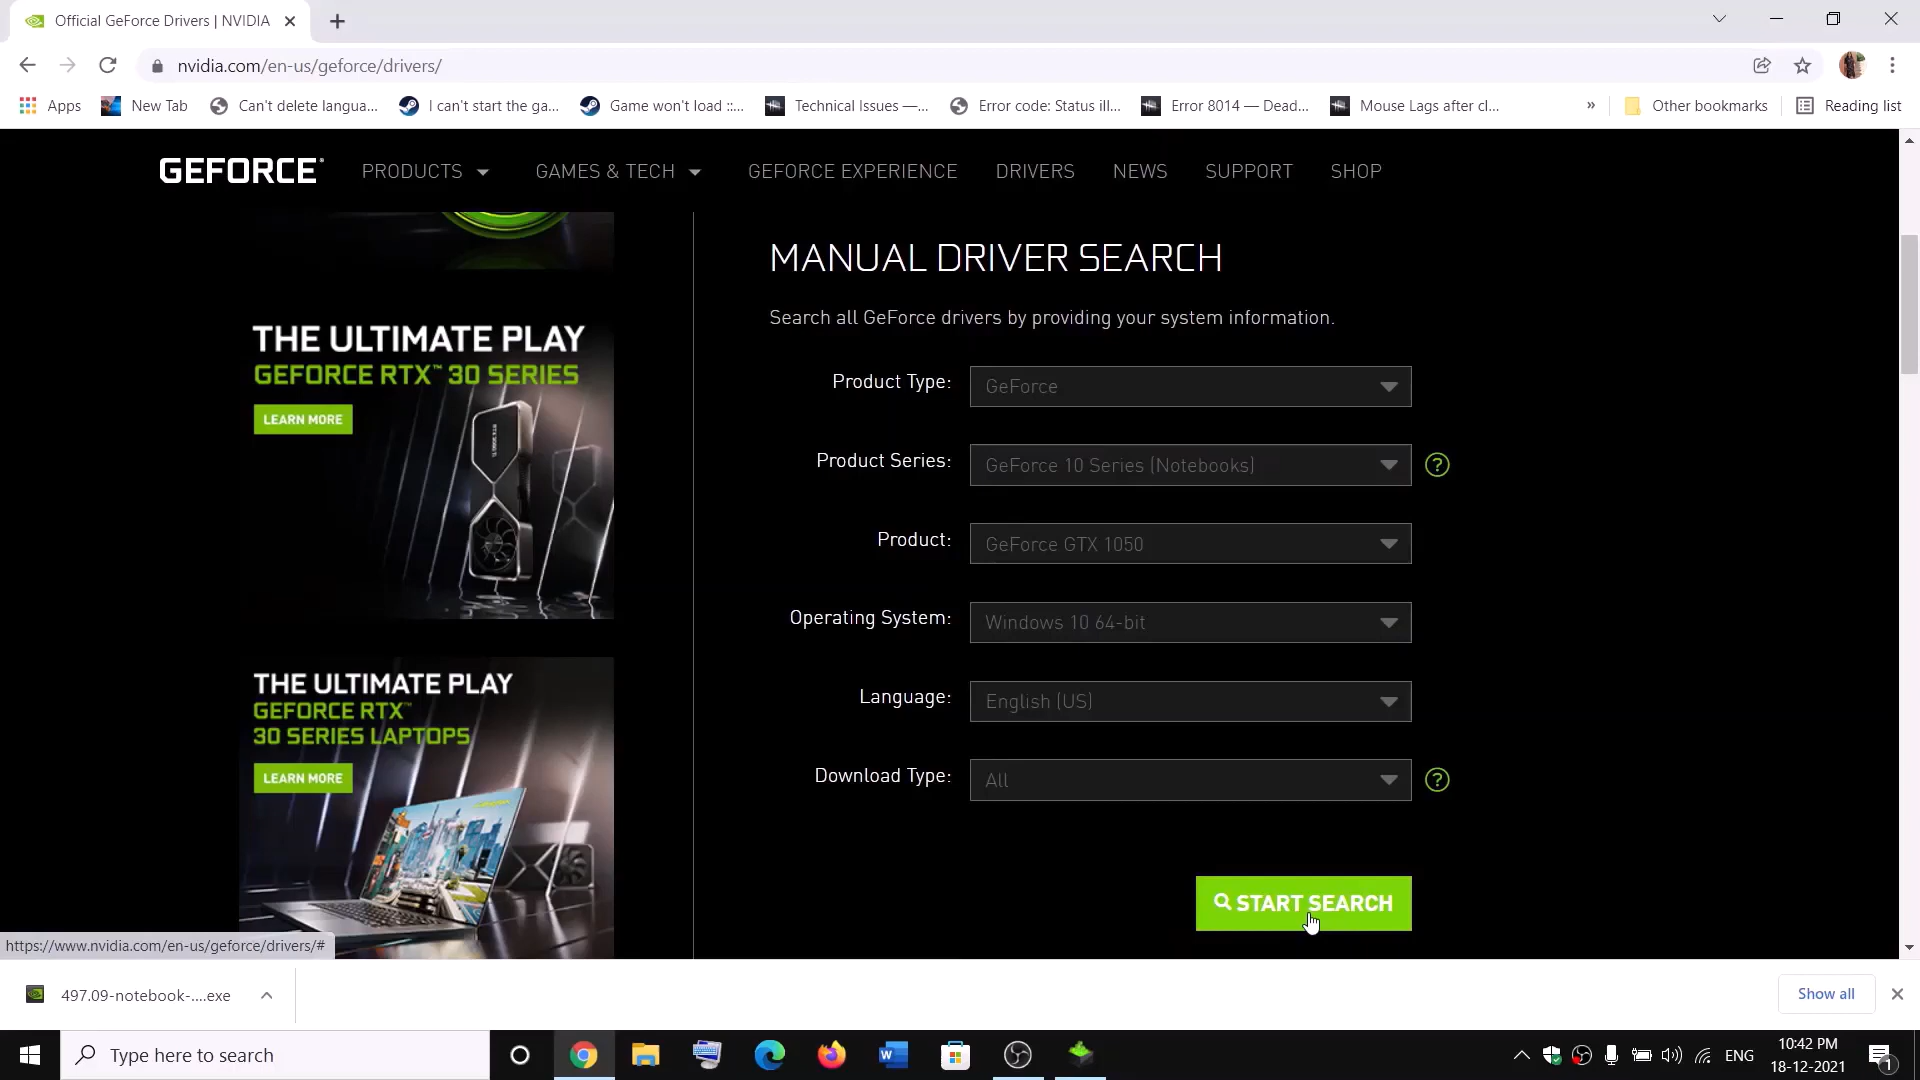 Official GeForce Drivers | NVIDIA
nvidia.com/en-us/geforce/drivers/
Apps
New Tab
Can't delete langua...
I can't start the ga...
Game won't load ::...
Technical Issues —...
Error code: Status ill...
Error 8014 — Dead...
Mouse Lags after cl...
»
Other bookmarks
Reading list
GEFORCE
PRODUCTS
GAMES & TECH
GEFORCE EXPERIENCE
DRIVERS
NEWS
SUPPORT
SHOP
THE ULTIMATE PLAY
GEFORCE RTX™ 30 SERIES
LEARN MORE
THE ULTIMATE PLAY
GEFORCE RTX™
30 SERIES LAPTOPS
LEARN MORE
MANUAL DRIVER SEARCH
Search all GeForce drivers by providing your system information.
Product Type: GeForce
Product Series: GeForce 10 Series (Notebooks) ?
Product: GeForce GTX 1050
Operating System: Windows 10 64-bit
Language: English (US)
Download Type: All ?
START SEARCH
https://www.nvidia.com/en-us/geforce/drivers/#
497.09-notebook-....exe
Show all
Type here to search
ENG
10:42 PM
18-12-2021
1